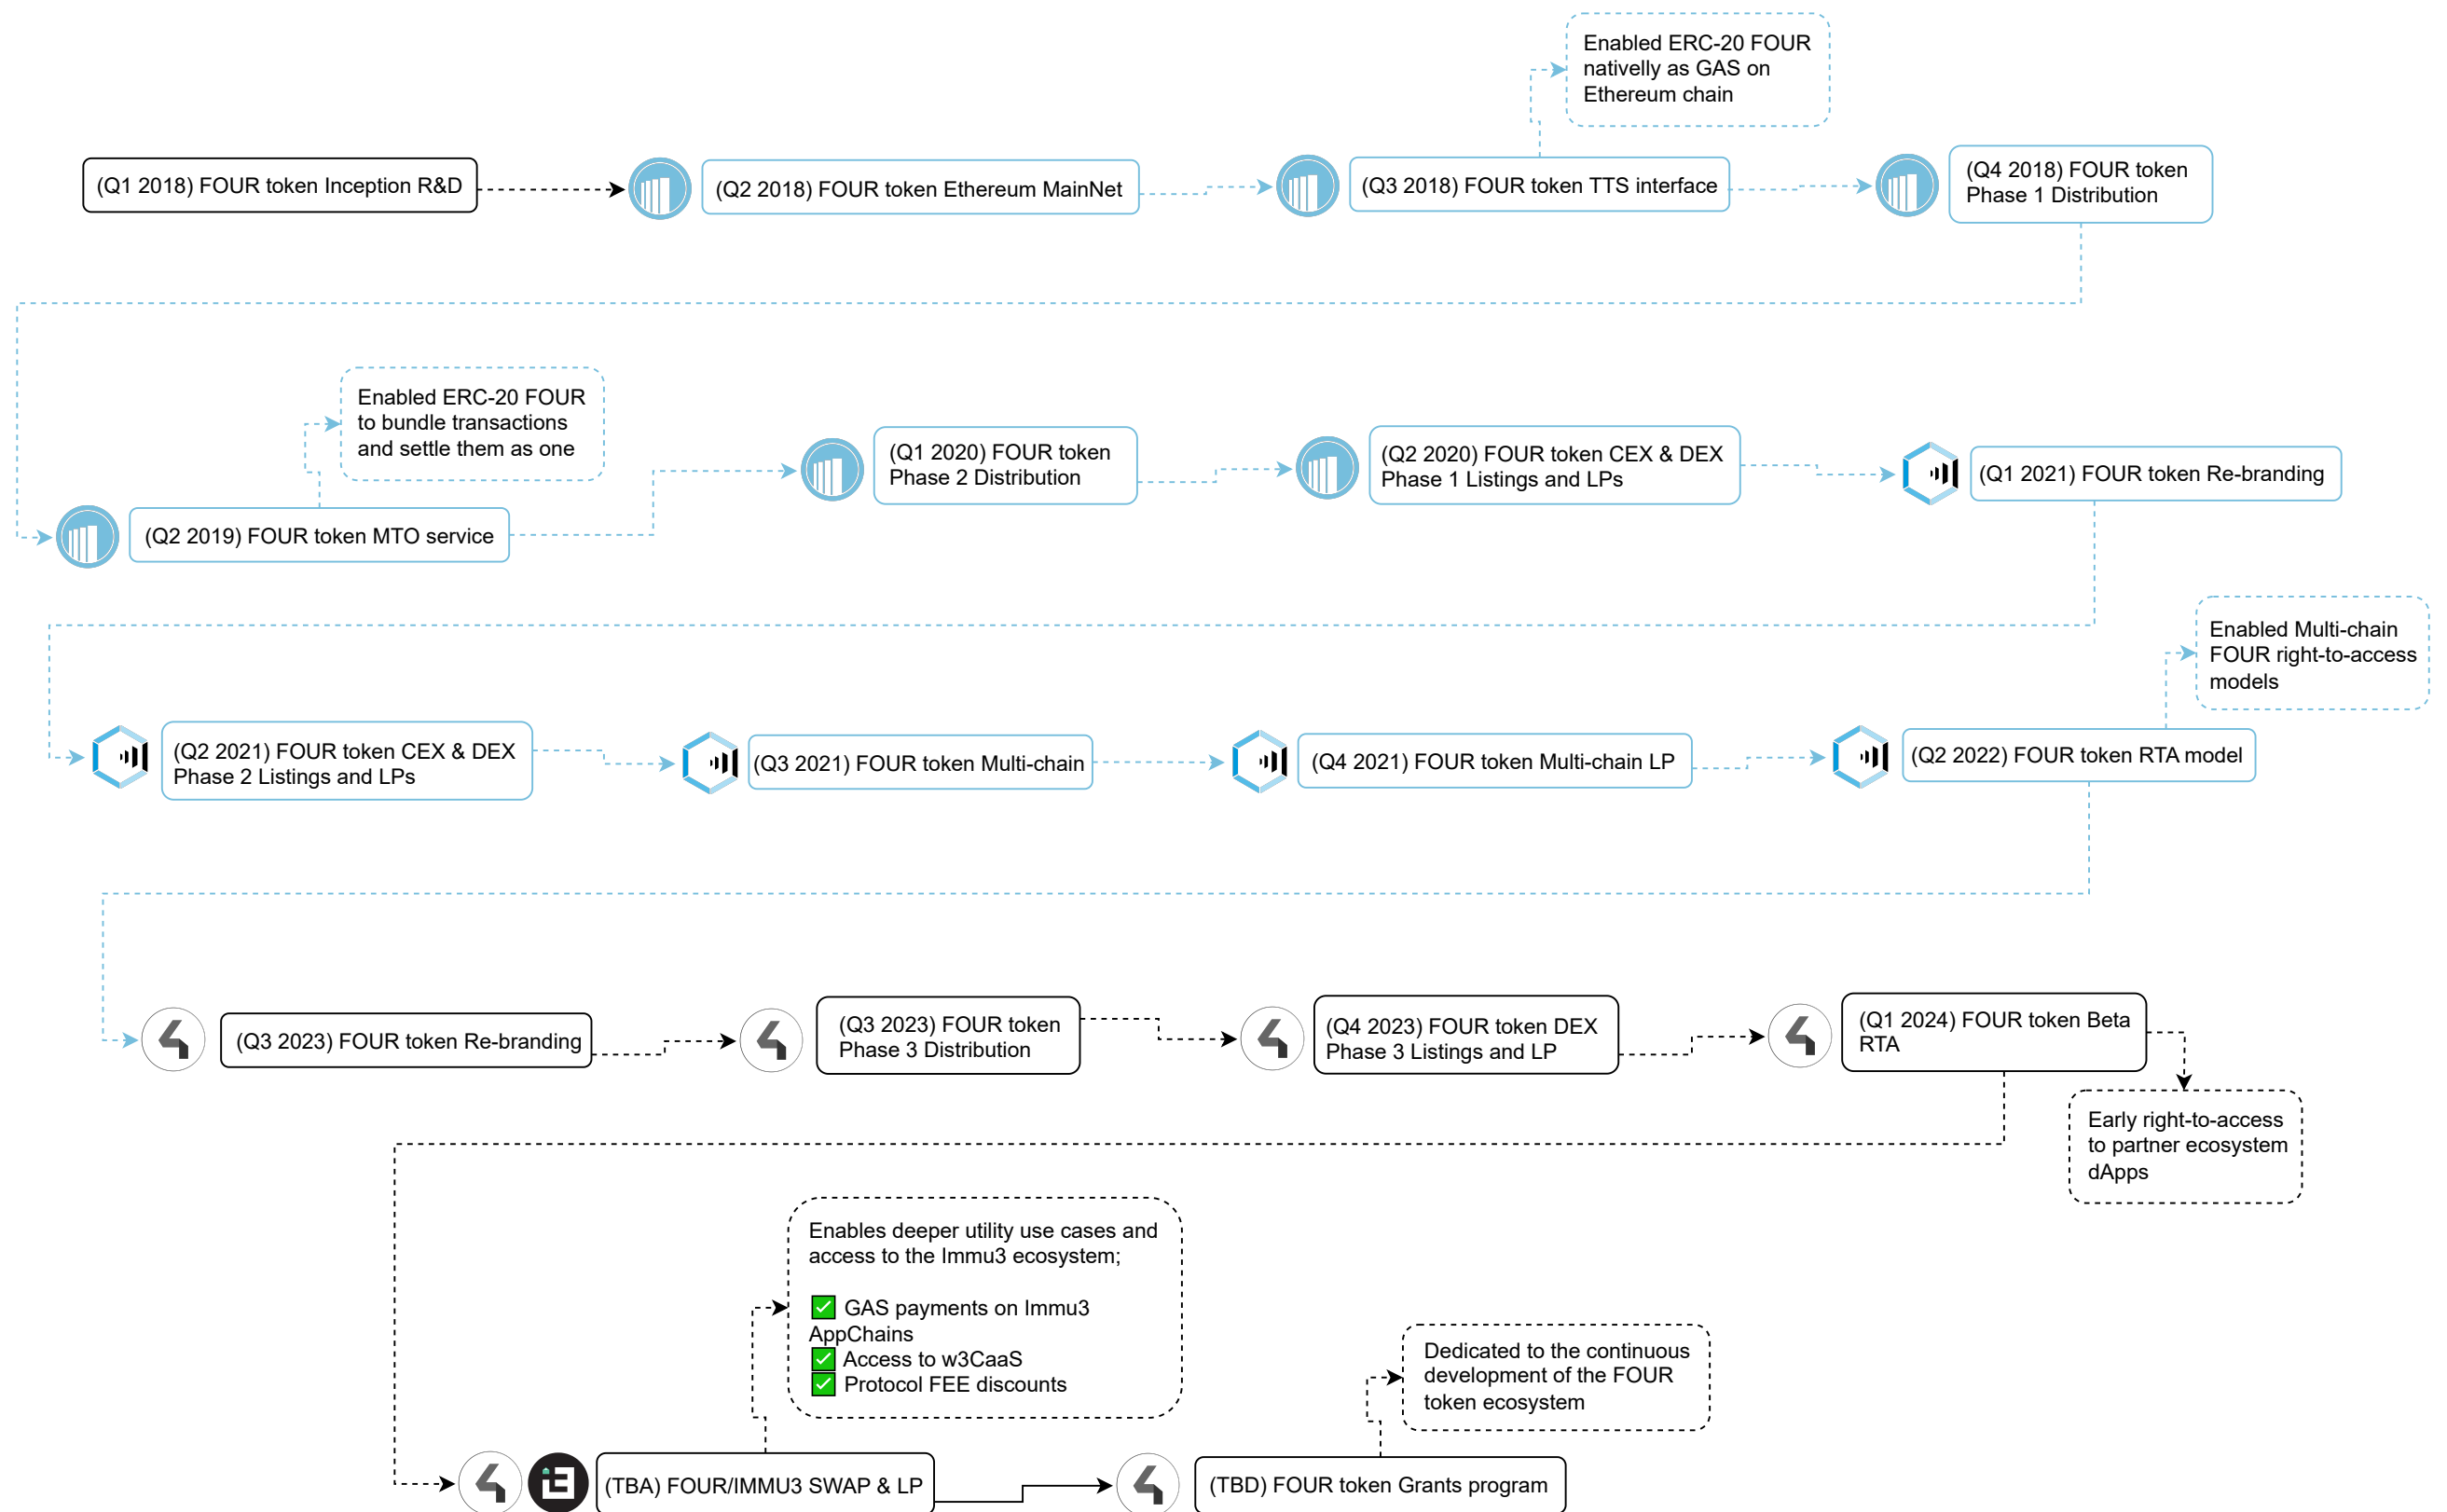 Enabled ERC-20 FOUR
nativelly as GAS on
Ethereum chain
(Q1 2018) FOUR token Inception R&D
(Q2 2018) FOUR token Ethereum MainNet
(Q3 2018) FOUR token TTS interface
(Q4 2018) FOUR token
Phase 1 Distribution
Enabled ERC-20 FOUR
to bundle transactions
and settle them as one
(Q2 2019) FOUR token MTO service
(Q1 2020) FOUR token
Phase 2 Distribution
(Q2 2020) FOUR token CEX & DEX
Phase 1 Listings and LPs
(Q1 2021) FOUR token Re-branding
Enabled Multi-chain
FOUR right-to-access
models
(Q2 2021) FOUR token CEX & DEX
Phase 2 Listings and LPs
(Q3 2021) FOUR token Multi-chain
(Q4 2021) FOUR token Multi-chain LP
(Q2 2022) FOUR token RTA model
(Q3 2023) FOUR token Re-branding
(Q3 2023) FOUR token
Phase 3 Distribution
(Q4 2023) FOUR token DEX
Phase 3 Listings and LP
(Q1 2024) FOUR token Beta
RTA
Early right-to-access
to partner ecosystem
dApps
Enables deeper utility use cases and
access to the Immu3 ecosystem;
✅ GAS payments on Immu3
AppChains
✅ Access to w3CaaS
✅ Protocol FEE discounts
Dedicated to the continuous
development of the FOUR
token ecosystem
(TBA) FOUR/IMMU3 SWAP & LP
(TBD) FOUR token Grants program